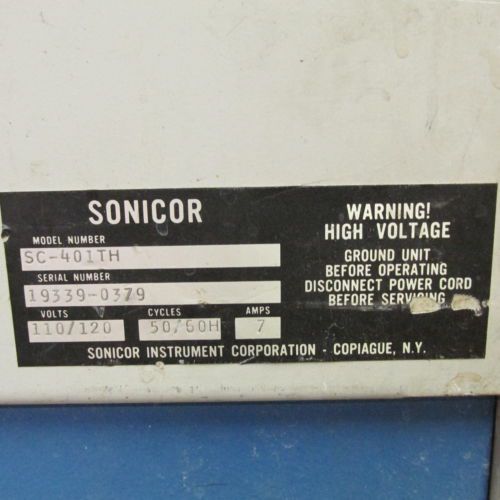 SONICOR
MODEL NUMBER
SC-401TH
SERIAL NUMBER
19339-0379
VOLTS CYCLES AMPS
110/120 50/60H 7
WARNING!
HIGH VOLTAGE
GROUND UNIT
BEFORE OPERATING
DISCONNECT POWER CORD
BEFORE SERVICING
SONICOR INSTRUMENT CORPORATION - COPIAGUE, N.Y.